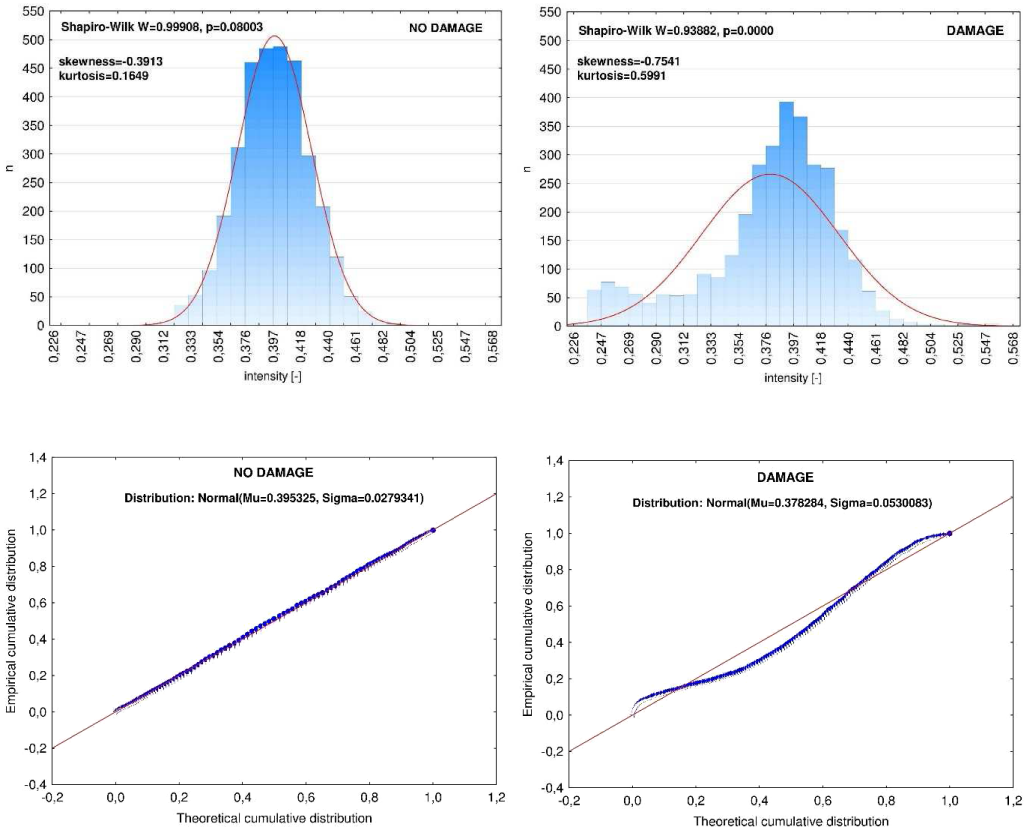 550
500
450
400
350
300
250
200
150
100
50
0
n
Shapiro-Wilk W=0.99908, p=0.08003
NO DAMAGE
skewness=-0.3913
kurtosis=0.1649
0,226 0,247 0,269 0,290 0,312 0,333 0,354 0,376 0,397 0,418 0,440 0,461 0,482 0,504 0,525 0,547 0,568
intensity [-]
550
500
450
400
350
300
250
200
150
100
50
0
n
Shapiro-Wilk W=0.93882, p=0.0000
DAMAGE
skewness=-0.7541
kurtosis=0.5991
0,226 0,247 0,269 0,290 0,312 0,333 0,354 0,376 0,397 0,418 0,440 0,461 0,482 0,504 0,525 0,547 0,568
intensity [-]
1,4
1,2
1,0
0,8
0,6
0,4
0,2
0,0
-0,2
-0,4
Empirical cumulative distribution
NO DAMAGE
Distribution: Normal(Mu=0.395325, Sigma=0.0279341)
-0,2 0,0 0,2 0,4 0,6 0,8 1,0 1,2
Theoretical cumulative distribution
1,4
1,2
1,0
0,8
0,6
0,4
0,2
0,0
-0,2
-0,4
Empirical cumulative distribution
DAMAGE
Distribution: Normal(Mu=0.378284, Sigma=0.0530083)
-0,2 0,0 0,2 0,4 0,6 0,8 1,0 1,2
Theoretical cumulative distribution